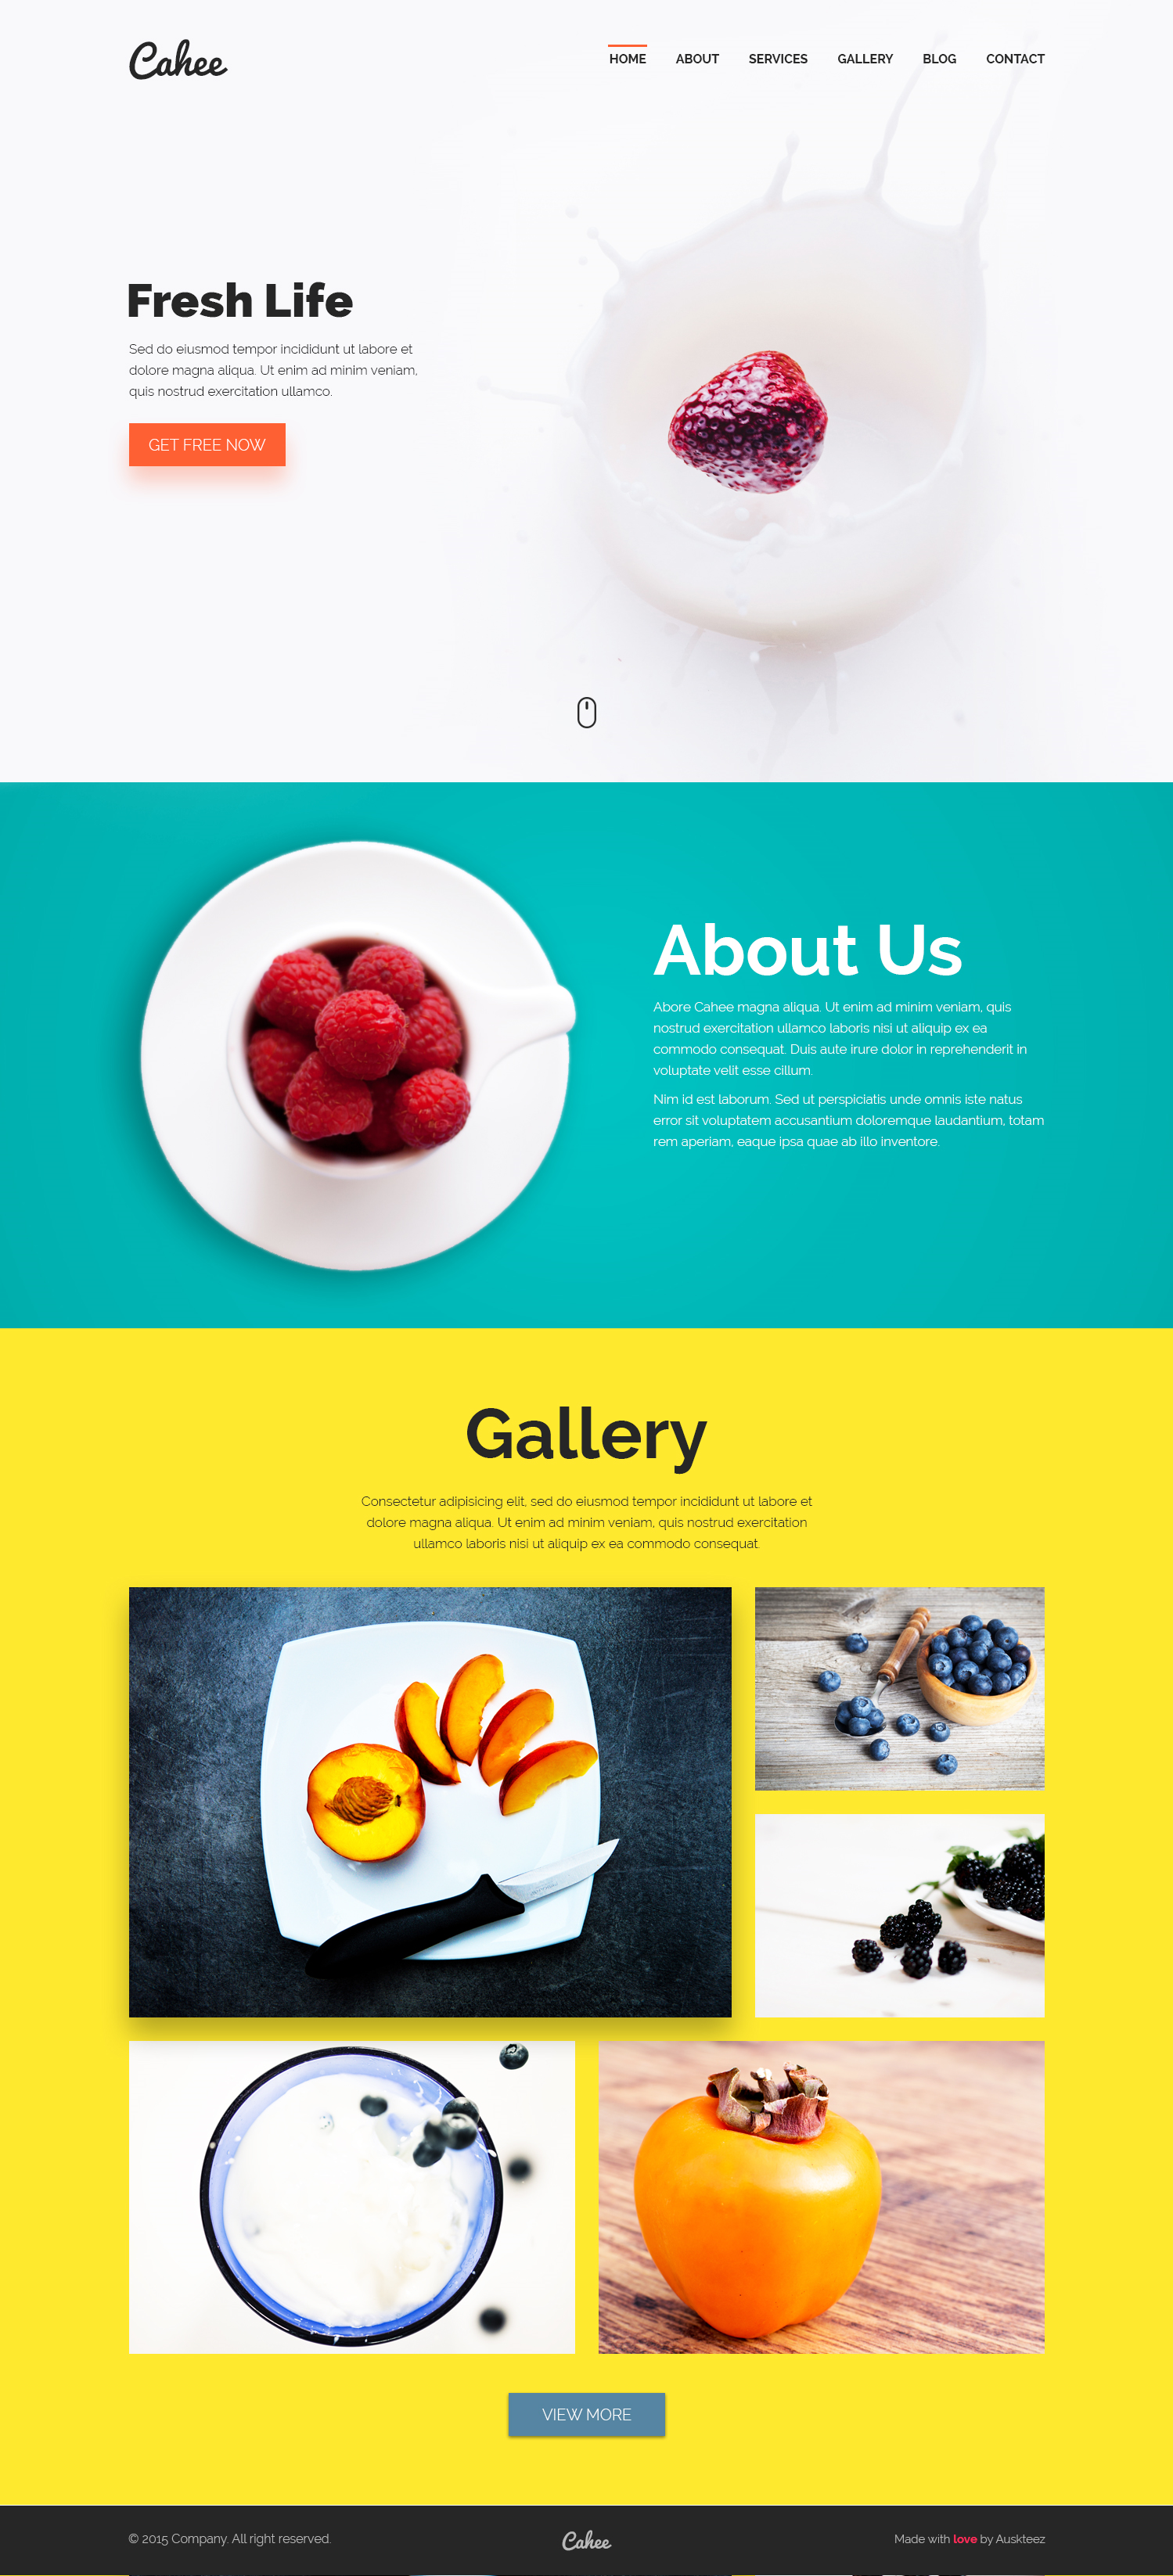 Cahee
HOME ABOUT SERVICES GALLERY BLOG CONTACT
Fresh Life
Sed do eiusmod tempor incididunt ut labore et
dolore magna aliqua. Ut enim ad minim veniam,
quis nostrud exercitation ullamco.
GET FREE NOW
About Us
Abore Cahee magna aliqua. Ut enim ad minim veniam, quis
nostrud exercitation ullamco laboris nisi ut aliquip ex ea
commodo consequat. Duis aute irure dolor in reprehenderit in
voluptate velit esse cillum.
Nim id est laborum. Sed ut perspiciatis unde omnis iste natus
error sit voluptatem accusantium doloremque laudantium, totam
rem aperiam, eaque ipsa quae ab illo inventore.
Gallery
Consectetur adipisicing elit, sed do eiusmod tempor incididunt ut labore et
dolore magna aliqua. Ut enim ad minim veniam, quis nostrud exercitation
ullamco laboris nisi ut aliquip ex ea commodo consequat.
VIEW MORE
© 2015 Company. All right reserved.
Cahee
Made with love by Auskteez